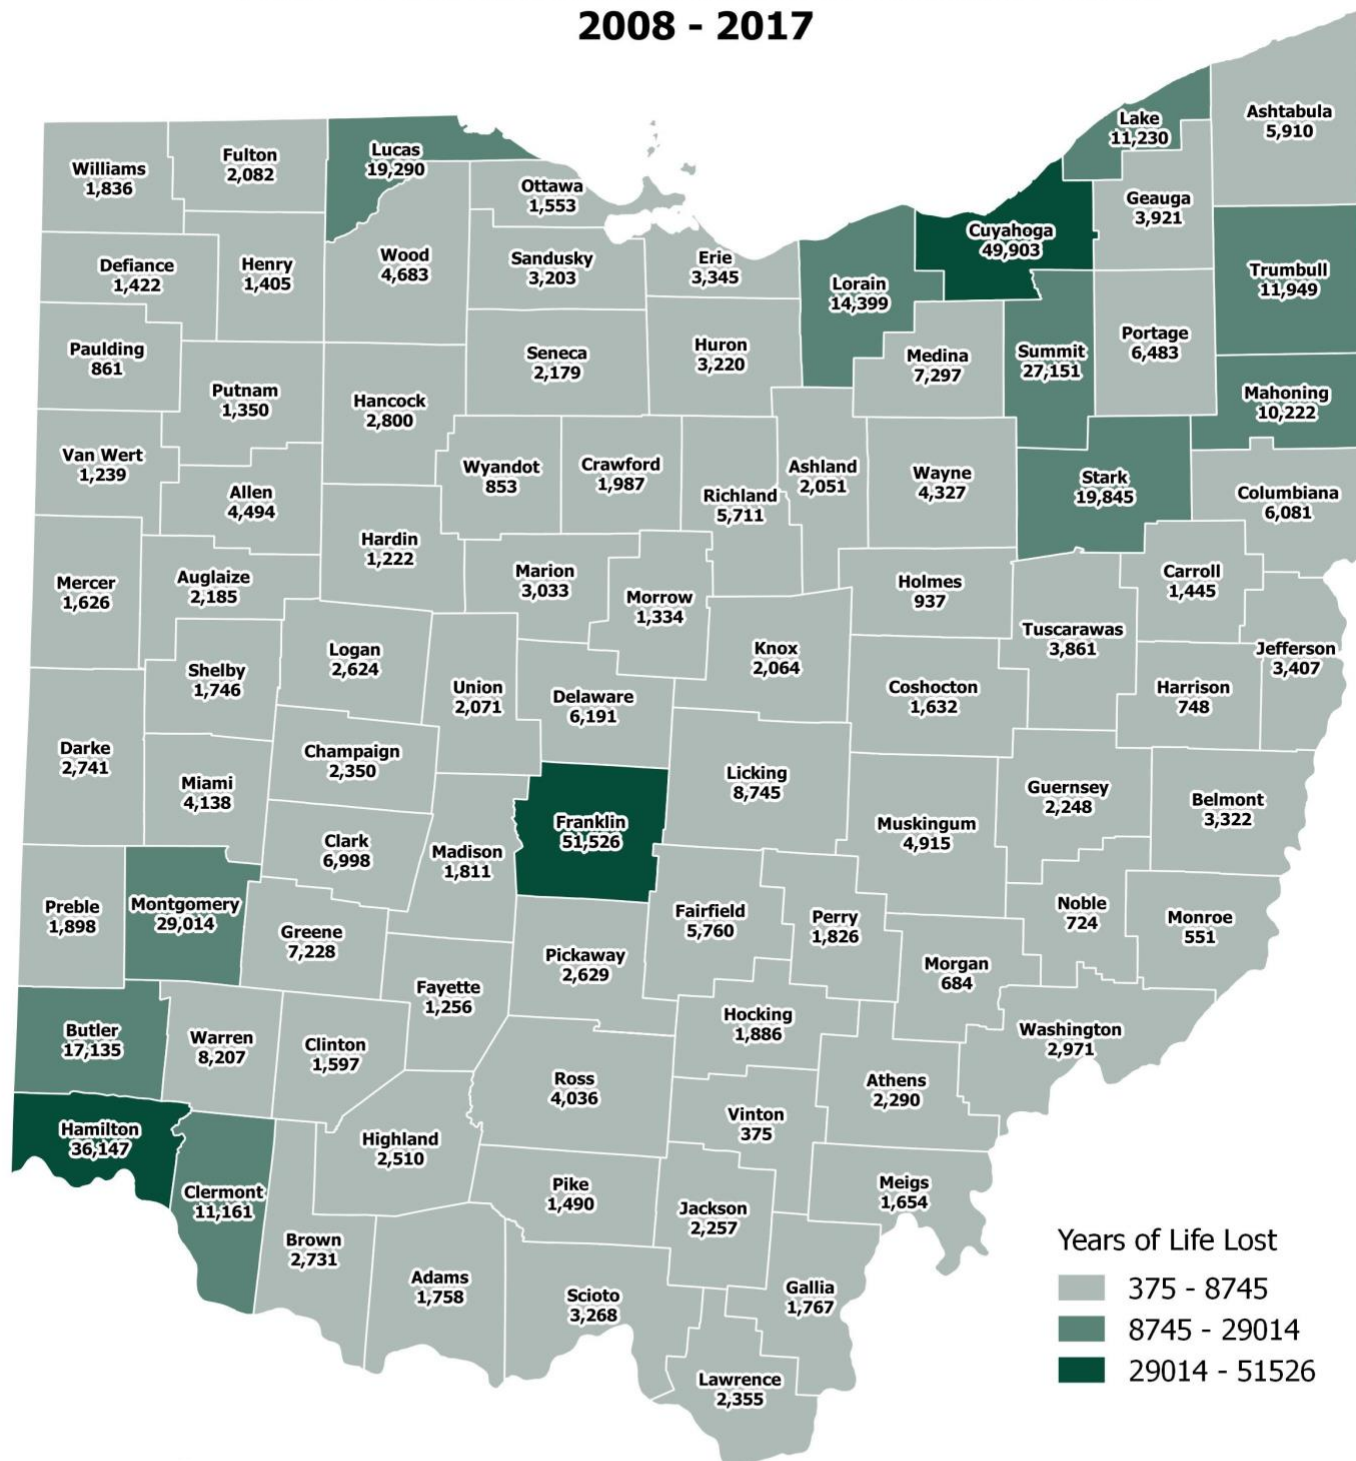 2008 - 2017
Williams
1,836
Fulton
2,082
Lucas
19,290
Ottawa
1,553
Lake
11,230
Ashtabula
5,910
Geauga
3,921
Defiance
1,422
Henry
1,405
Wood
4,683
Sandusky
3,203
Erie
3,345
Lorain
14,399
Cuyahoga
49,903
Trumbull
11,949
Paulding
861
Putnam
1,350
Hancock
2,800
Seneca
2,179
Huron
3,220
Medina
7,297
Summit
27,151
Portage
6,483
Mahoning
10,222
Van Wert
1,239
Allen
4,494
Wyandot
853
Crawford
1,987
Richland
5,711
Ashland
2,051
Wayne
4,327
Stark
19,845
Columbiana
6,081
Mercer
1,626
Auglaize
2,185
Hardin
1,222
Marion
3,033
Morrow
1,334
Holmes
937
Carroll
1,445
Tuscarawas
3,861
Jefferson
3,407
Shelby
1,746
Logan
2,624
Union
2,071
Delaware
6,191
Knox
2,064
Coshocton
1,632
Harrison
748
Darke
2,741
Miami
4,138
Champaign
2,350
Licking
8,745
Guernsey
2,248
Belmont
3,322
Clark
6,998
Madison
1,811
Franklin
51,526
Muskingum
4,915
Preble
1,898
Montgomery
29,014
Greene
7,228
Fairfield
5,760
Perry
1,826
Noble
724
Monroe
551
Pickaway
2,629
Morgan
684
Fayette
1,256
Hocking
1,886
Washington
2,971
Butler
17,135
Warren
8,207
Clinton
1,597
Ross
4,036
Athens
2,290
Hamilton
36,147
Highland
2,510
Vinton
375
Clermont
11,161
Pike
1,490
Jackson
2,257
Meigs
1,654
Brown
2,731
Adams
1,758
Scioto
3,268
Gallia
1,767
Lawrence
2,355
Years of Life Lost
375 - 8745
8745 - 29014
29014 - 51526